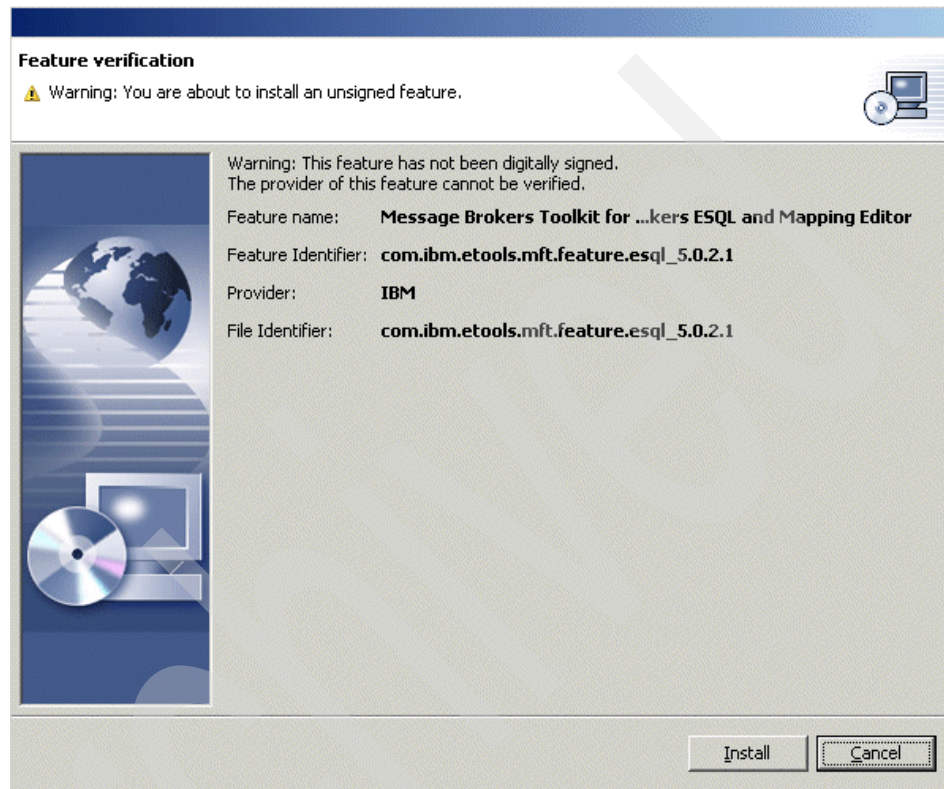 Feature verification
Warning: You are about to install an unsigned feature.
Warning: This feature has not been digitally signed.
The provider of this feature cannot be verified.
Feature name: Message Brokers Toolkit for ...kers ESQL and Mapping Editor
Feature Identifier: com.ibm.etools.mft.feature.esql_5.0.2.1
Provider: IBM
File Identifier: com.ibm.etools.mft.feature.esql_5.0.2.1
Install Cancel